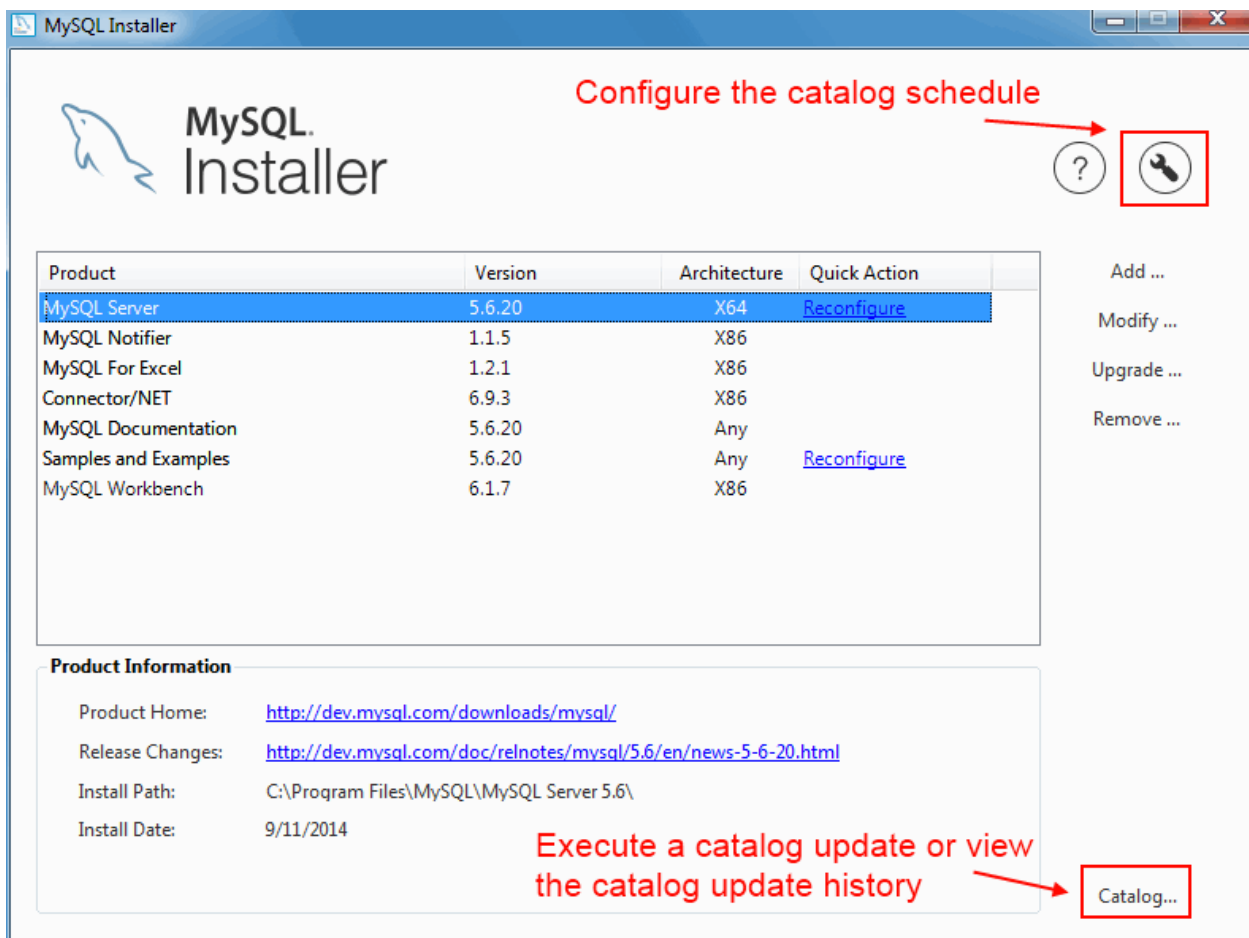 MySQL Installer
Configure the catalog schedule
MySQL.
Installer
?
Product Version Architecture Quick Action
MySQL Server 5.6.20 X64 Reconfigure
MySQL Notifier 1.1.5 X86
MySQL For Excel 1.2.1 X86
Connector/NET 6.9.3 X86
MySQL Documentation 5.6.20 Any
Samples and Examples 5.6.20 Any Reconfigure
MySQL Workbench 6.1.7 X86
Add ...
Modify ...
Upgrade ...
Remove ...
Product Information
Product Home: http://dev.mysql.com/downloads/mysql/
Release Changes: http://dev.mysql.com/doc/relnotes/mysql/5.6/en/news-5-6-20.html
Install Path: C:\Program Files\MySQL\MySQL Server 5.6\
Install Date: 9/11/2014
Execute a catalog update or view
the catalog update history
Catalog...